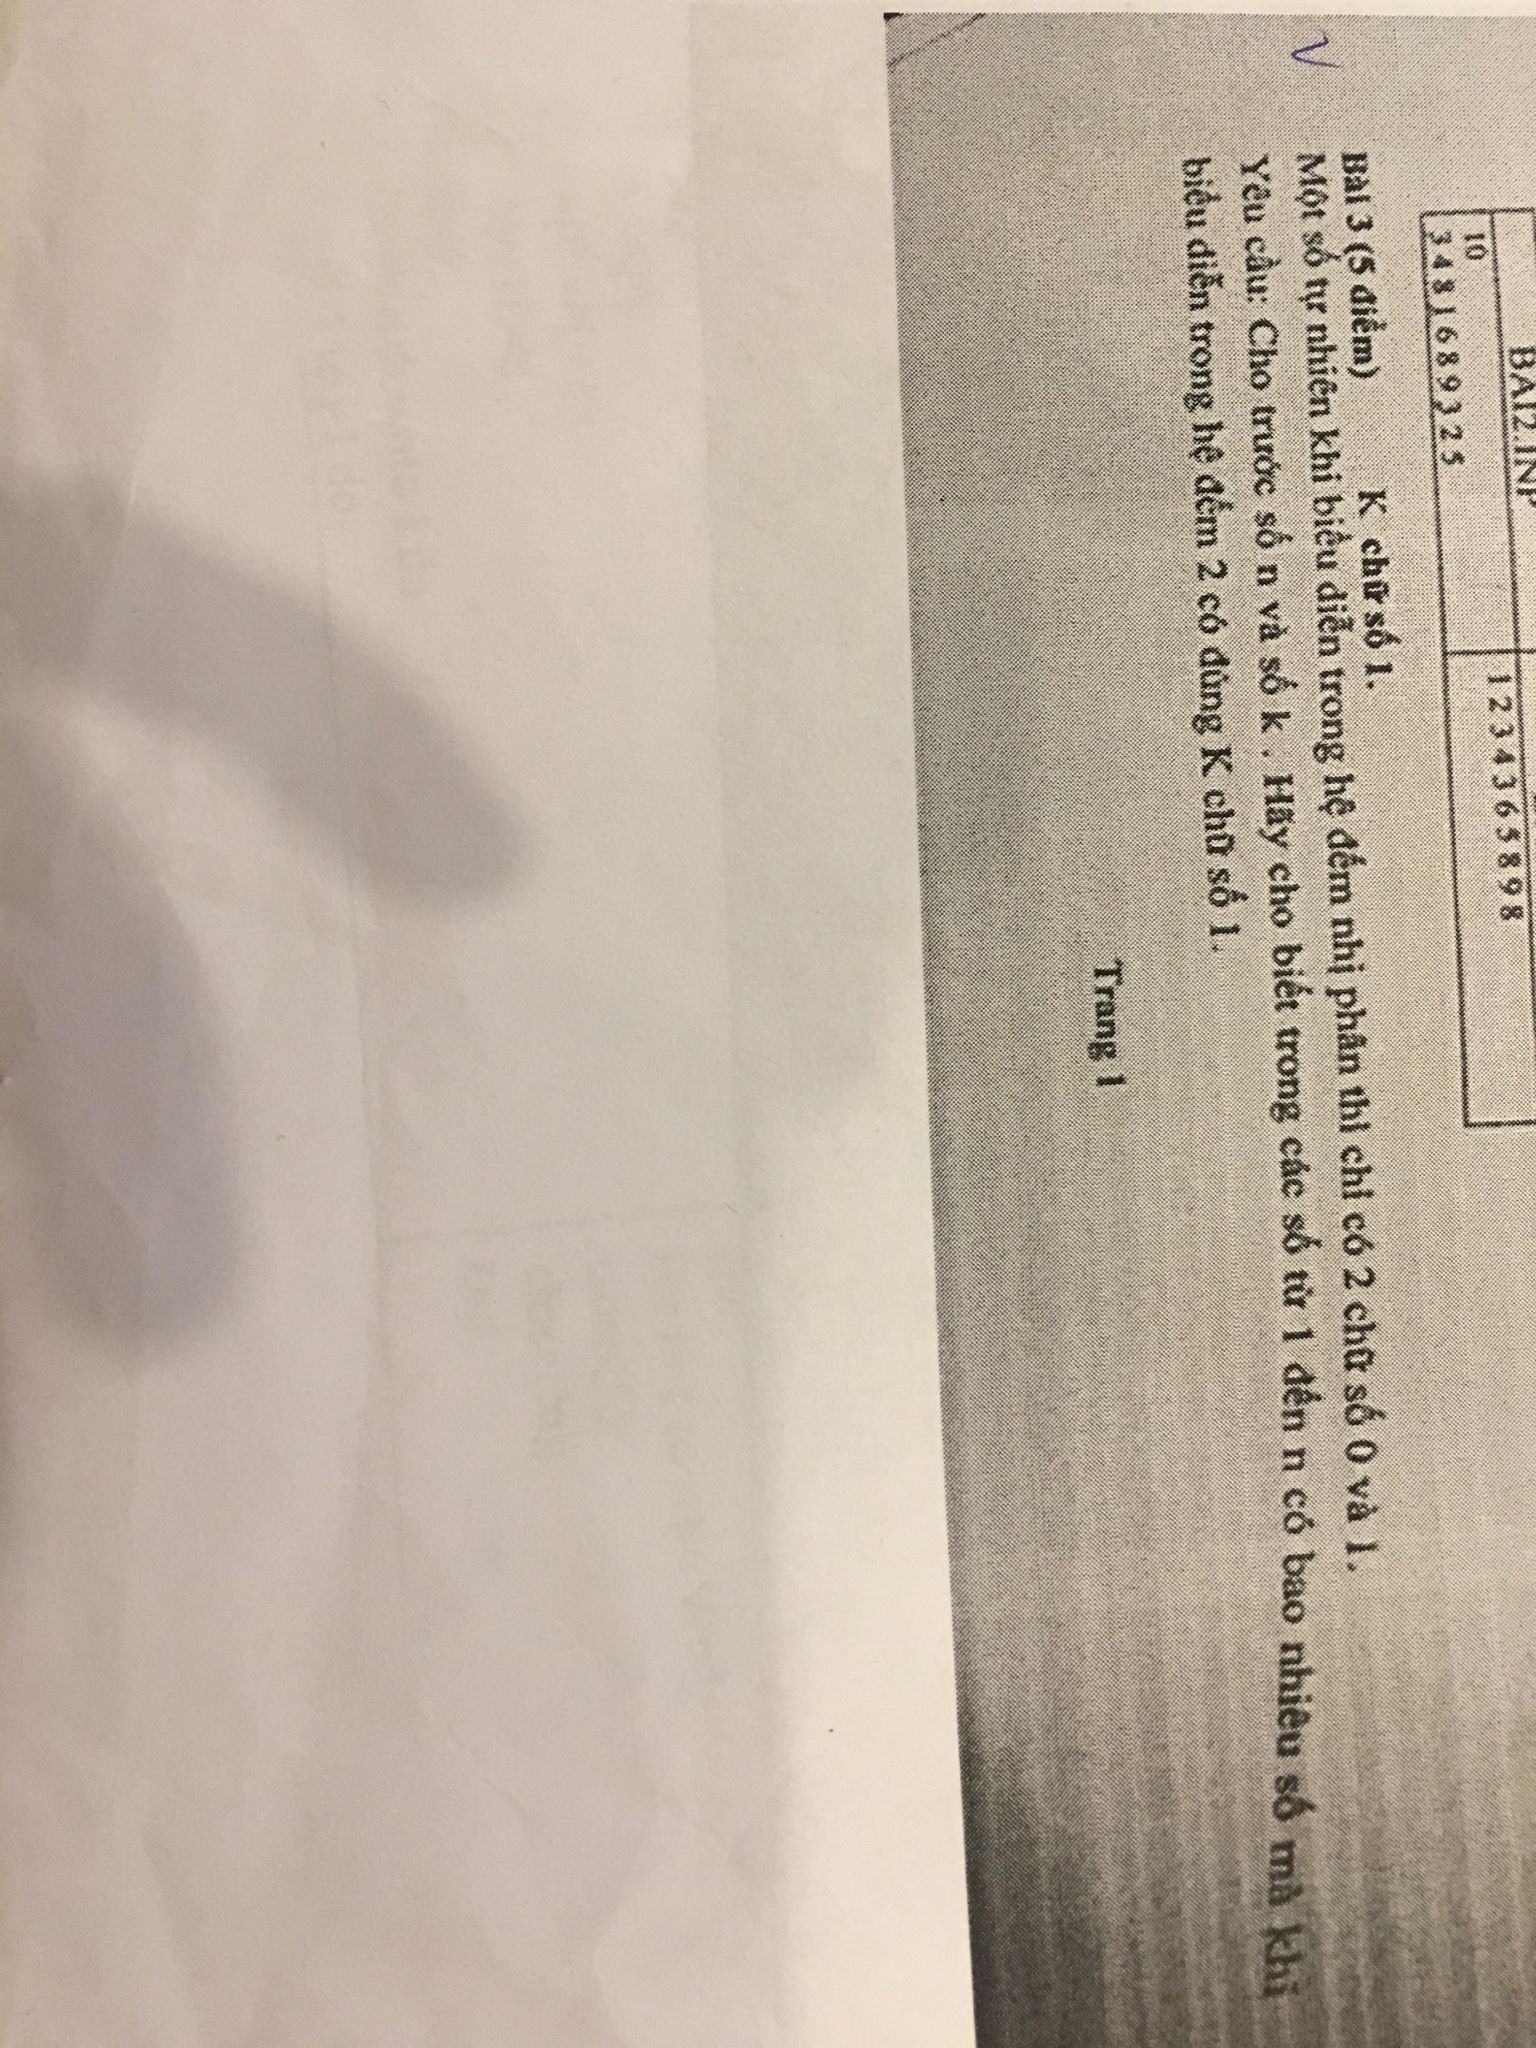 BAI2.INP
10
3 4 8 1 6 8 9 3 2 5
1 2 3 4 3 6 5 8 9 8
Bài 3 (5 điểm) K chữ số 1.
Một số tự nhiên khi biểu diễn trong hệ đếm nhị phân thì chỉ có 2 chữ số 0 và 1.
Yêu cầu: Cho trước số n và số k . Hãy cho biết trong các số từ 1 đến n có bao nhiêu số mà khi
biểu diễn trong hệ đếm 2 có đúng K chữ số 1.
Trang 1